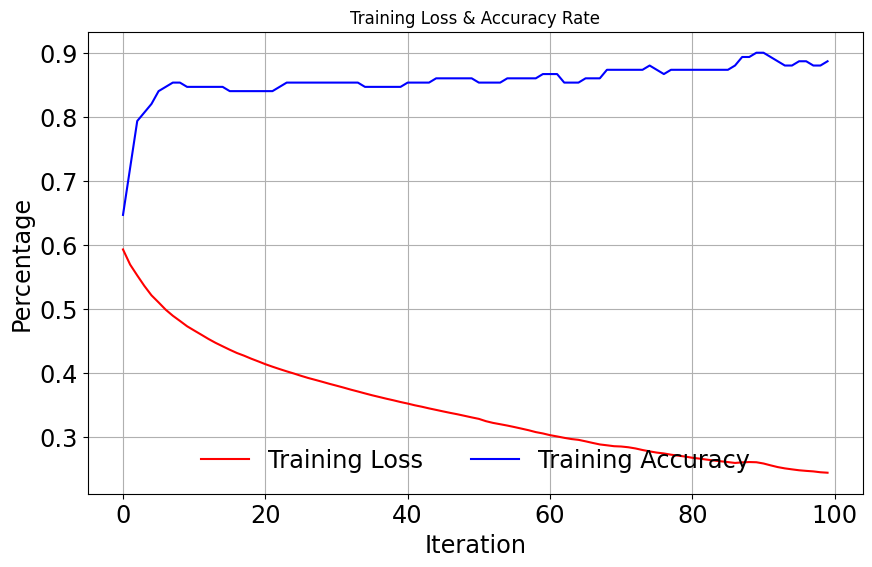 Training Loss & Accuracy Rate
0.9
0.8
0.7
0.6
0.5
0.4
0.3
Percentage
Training Loss
Training Accuracy
0 20 40 60 80 100
Iteration